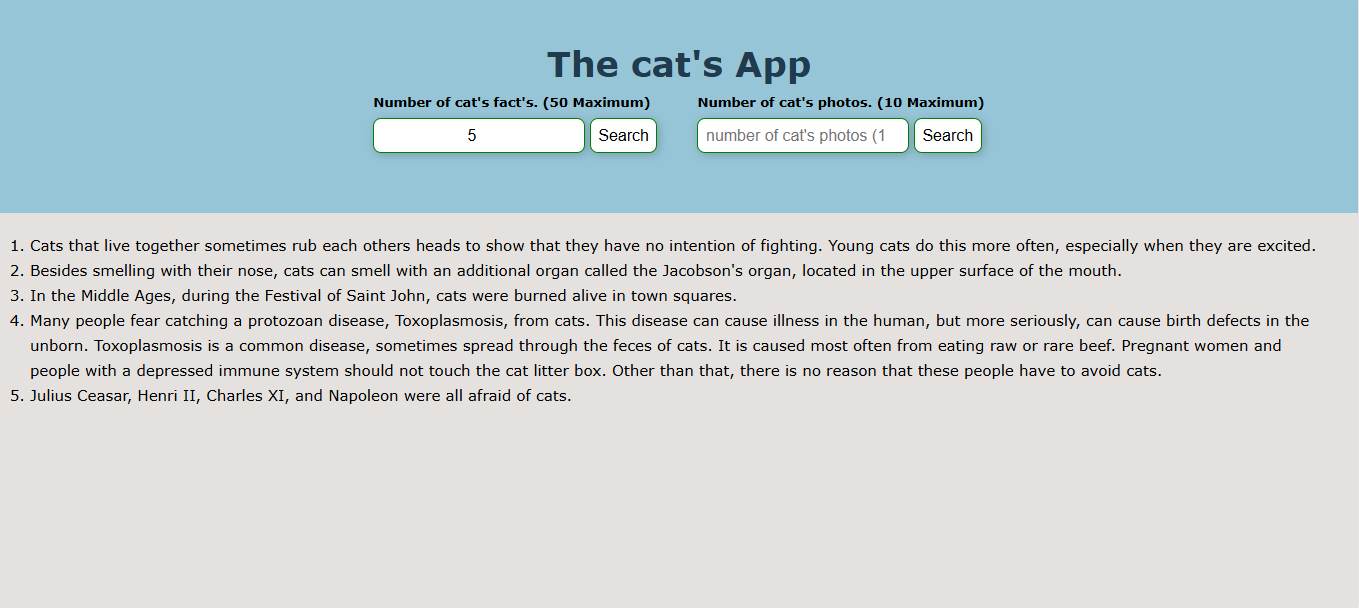 The cat's App
Number of cat's fact's. (50 Maximum)
Number of cat's photos. (10 Maximum)
5
Search
number of cat's photos (1
Search
1. Cats that live together sometimes rub each others heads to show that they have no intention of fighting. Young cats do this more often, especially when they are excited.
2. Besides smelling with their nose, cats can smell with an additional organ called the Jacobson's organ, located in the upper surface of the mouth.
3. In the Middle Ages, during the Festival of Saint John, cats were burned alive in town squares.
4. Many people fear catching a protozoan disease, Toxoplasmosis, from cats. This disease can cause illness in the human, but more seriously, can cause birth defects in the
unborn. Toxoplasmosis is a common disease, sometimes spread through the feces of cats. It is caused most often from eating raw or rare beef. Pregnant women and
people with a depressed immune system should not touch the cat litter box. Other than that, there is no reason that these people have to avoid cats.
5. Julius Ceasar, Henri II, Charles XI, and Napoleon were all afraid of cats.